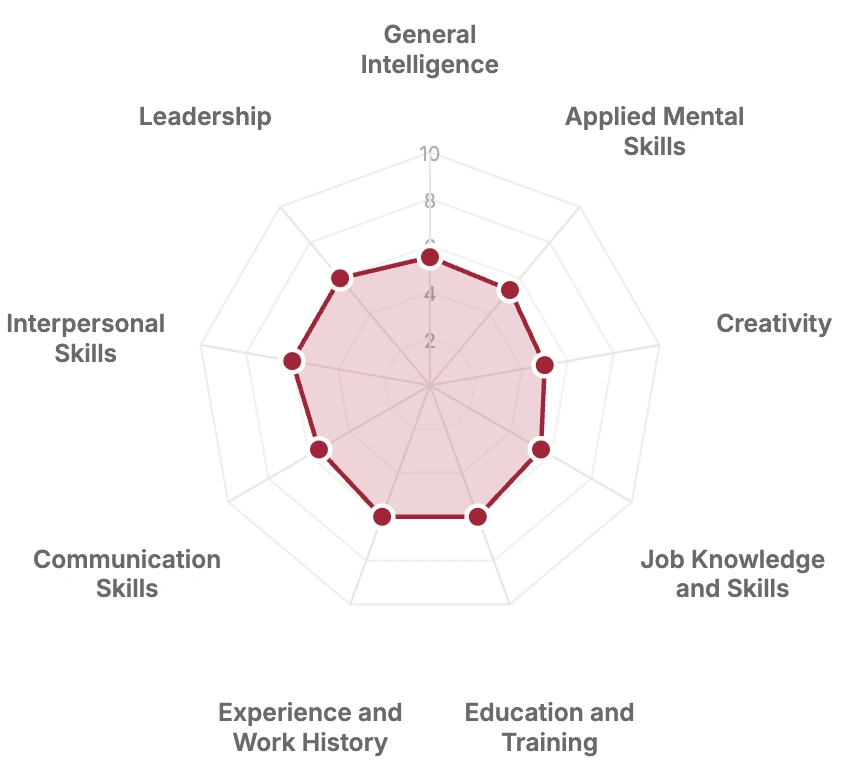 General
Intelligence
Leadership
Applied Mental
Skills
10
8
4
2
Interpersonal
Skills
Creativity
Communication
Skills
Job Knowledge
and Skills
Experience and
Work History
Education and
Training